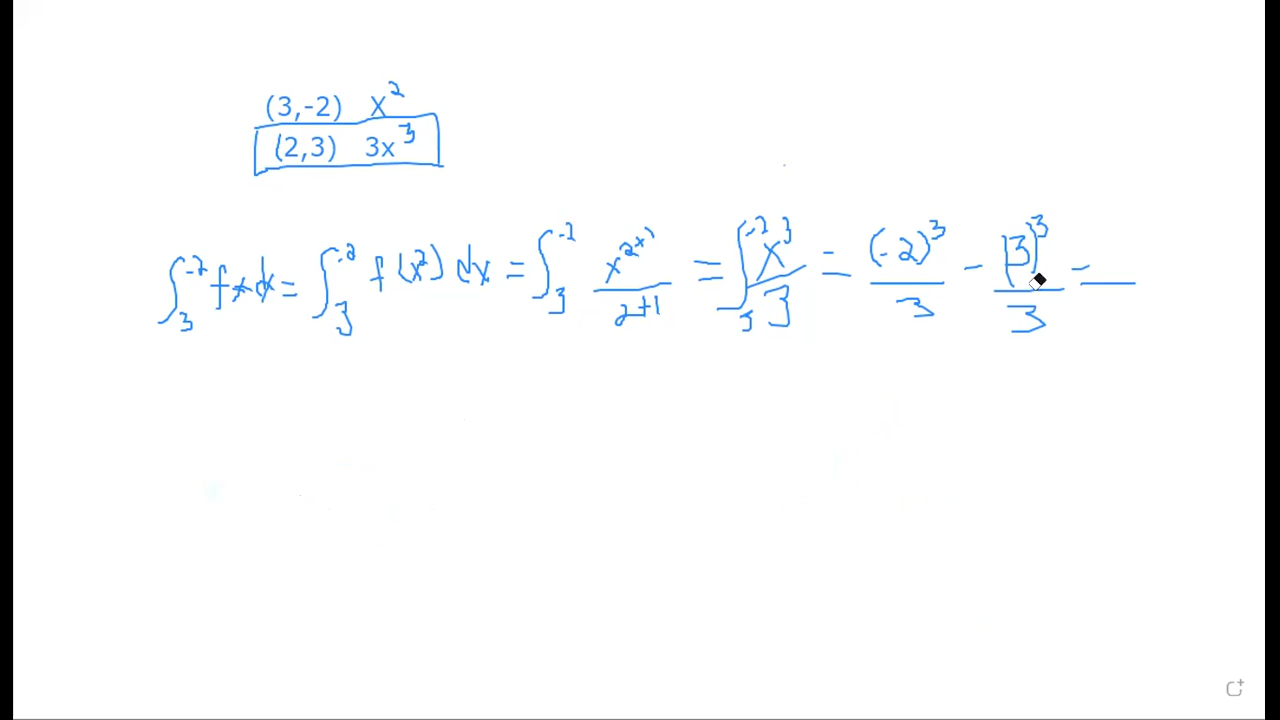 (3,-2) x²
(2,3) 3x³
∫₃⁻² fx dx = ∫₃⁻² f(x²) dx = ∫₃⁻² x²⁺¹/2+1 = ∫₃⁻² x³/3 = (-2)³/3 - (3)³/3 =